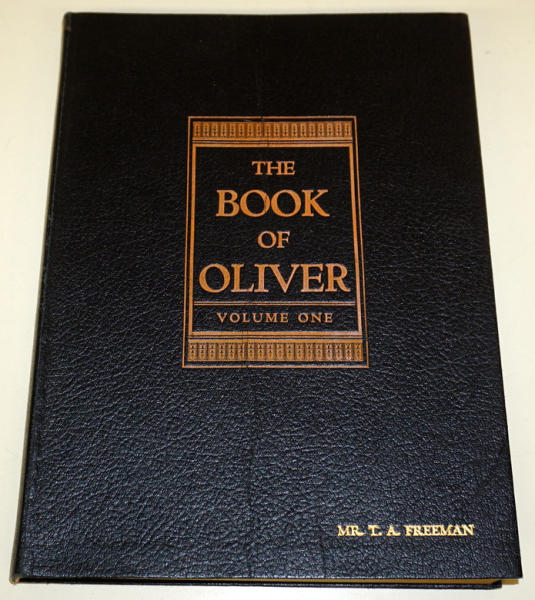 THE
BOOK
OF
OLIVER
VOLUME ONE
MR. T. A. FREEMAN